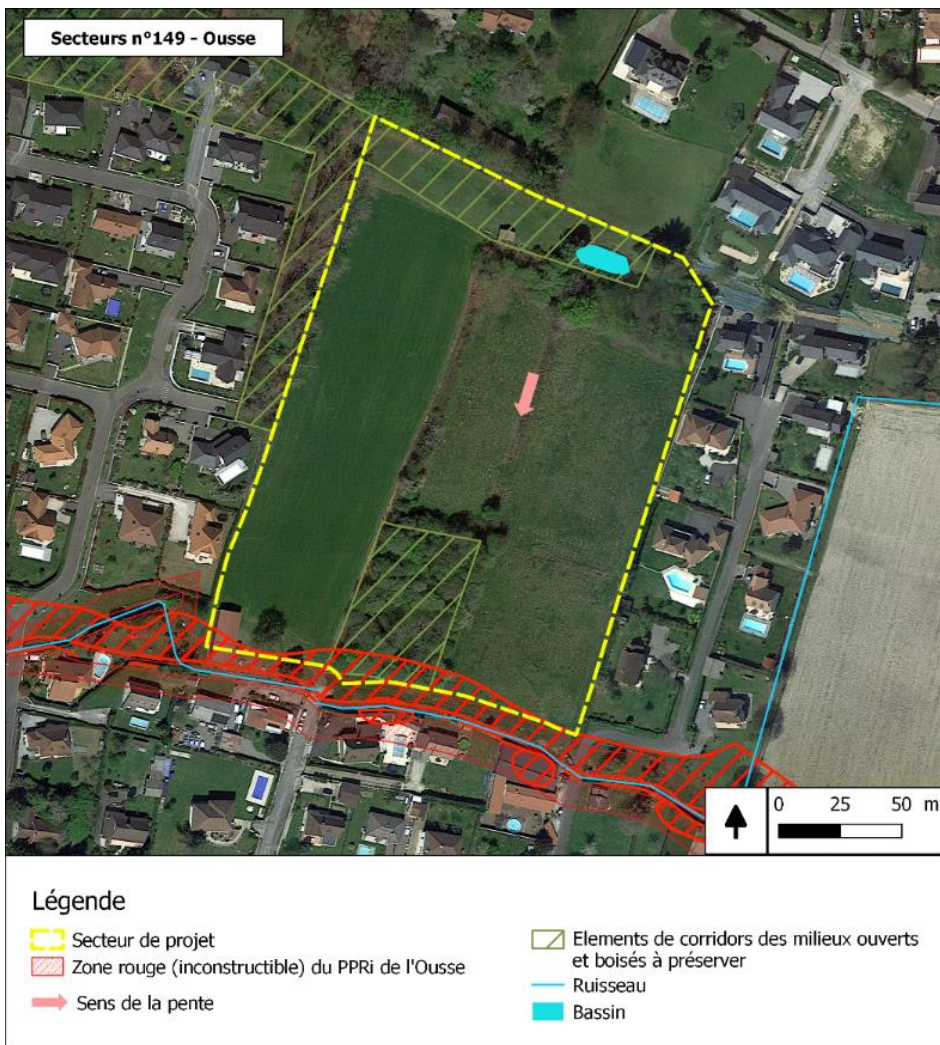 Secteurs n°149 - Ousse
0 25 50 m
Légende
Secteur de projet
Zone rouge (inconstructible) du PPRi de l'Ousse
Sens de la pente
Elements de corridors des milieux ouverts
et boisés à préserver
Ruisseau
Bassin